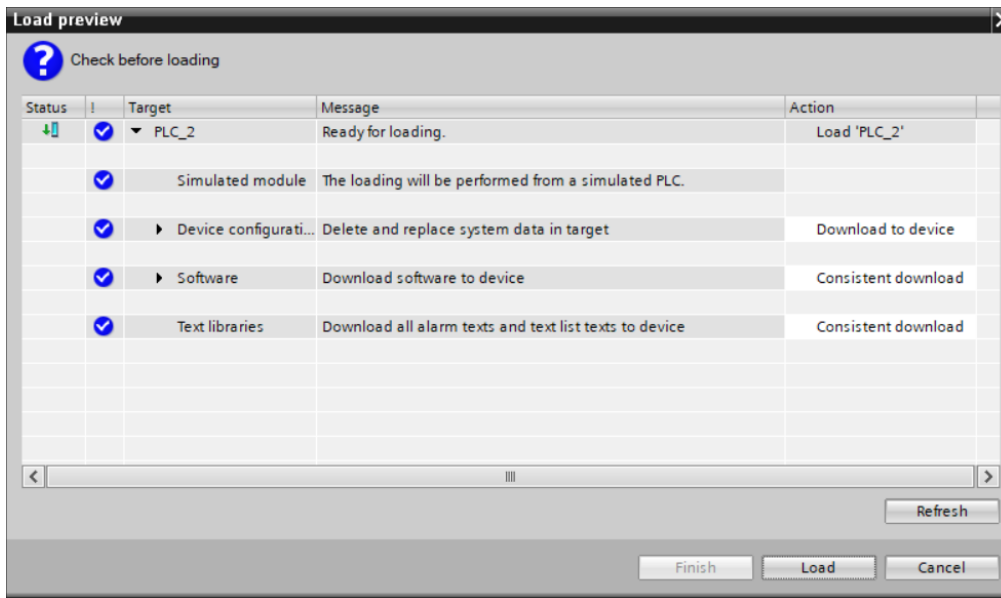 Load preview
Check before loading
Status ! Target Message Action
PLC_2 Ready for loading. Load 'PLC_2'
Simulated module The loading will be performed from a simulated PLC.
Device configurati... Delete and replace system data in target Download to device
Software Download software to device Consistent download
Text libraries Download all alarm texts and text list texts to device Consistent download
Refresh
Finish Load Cancel